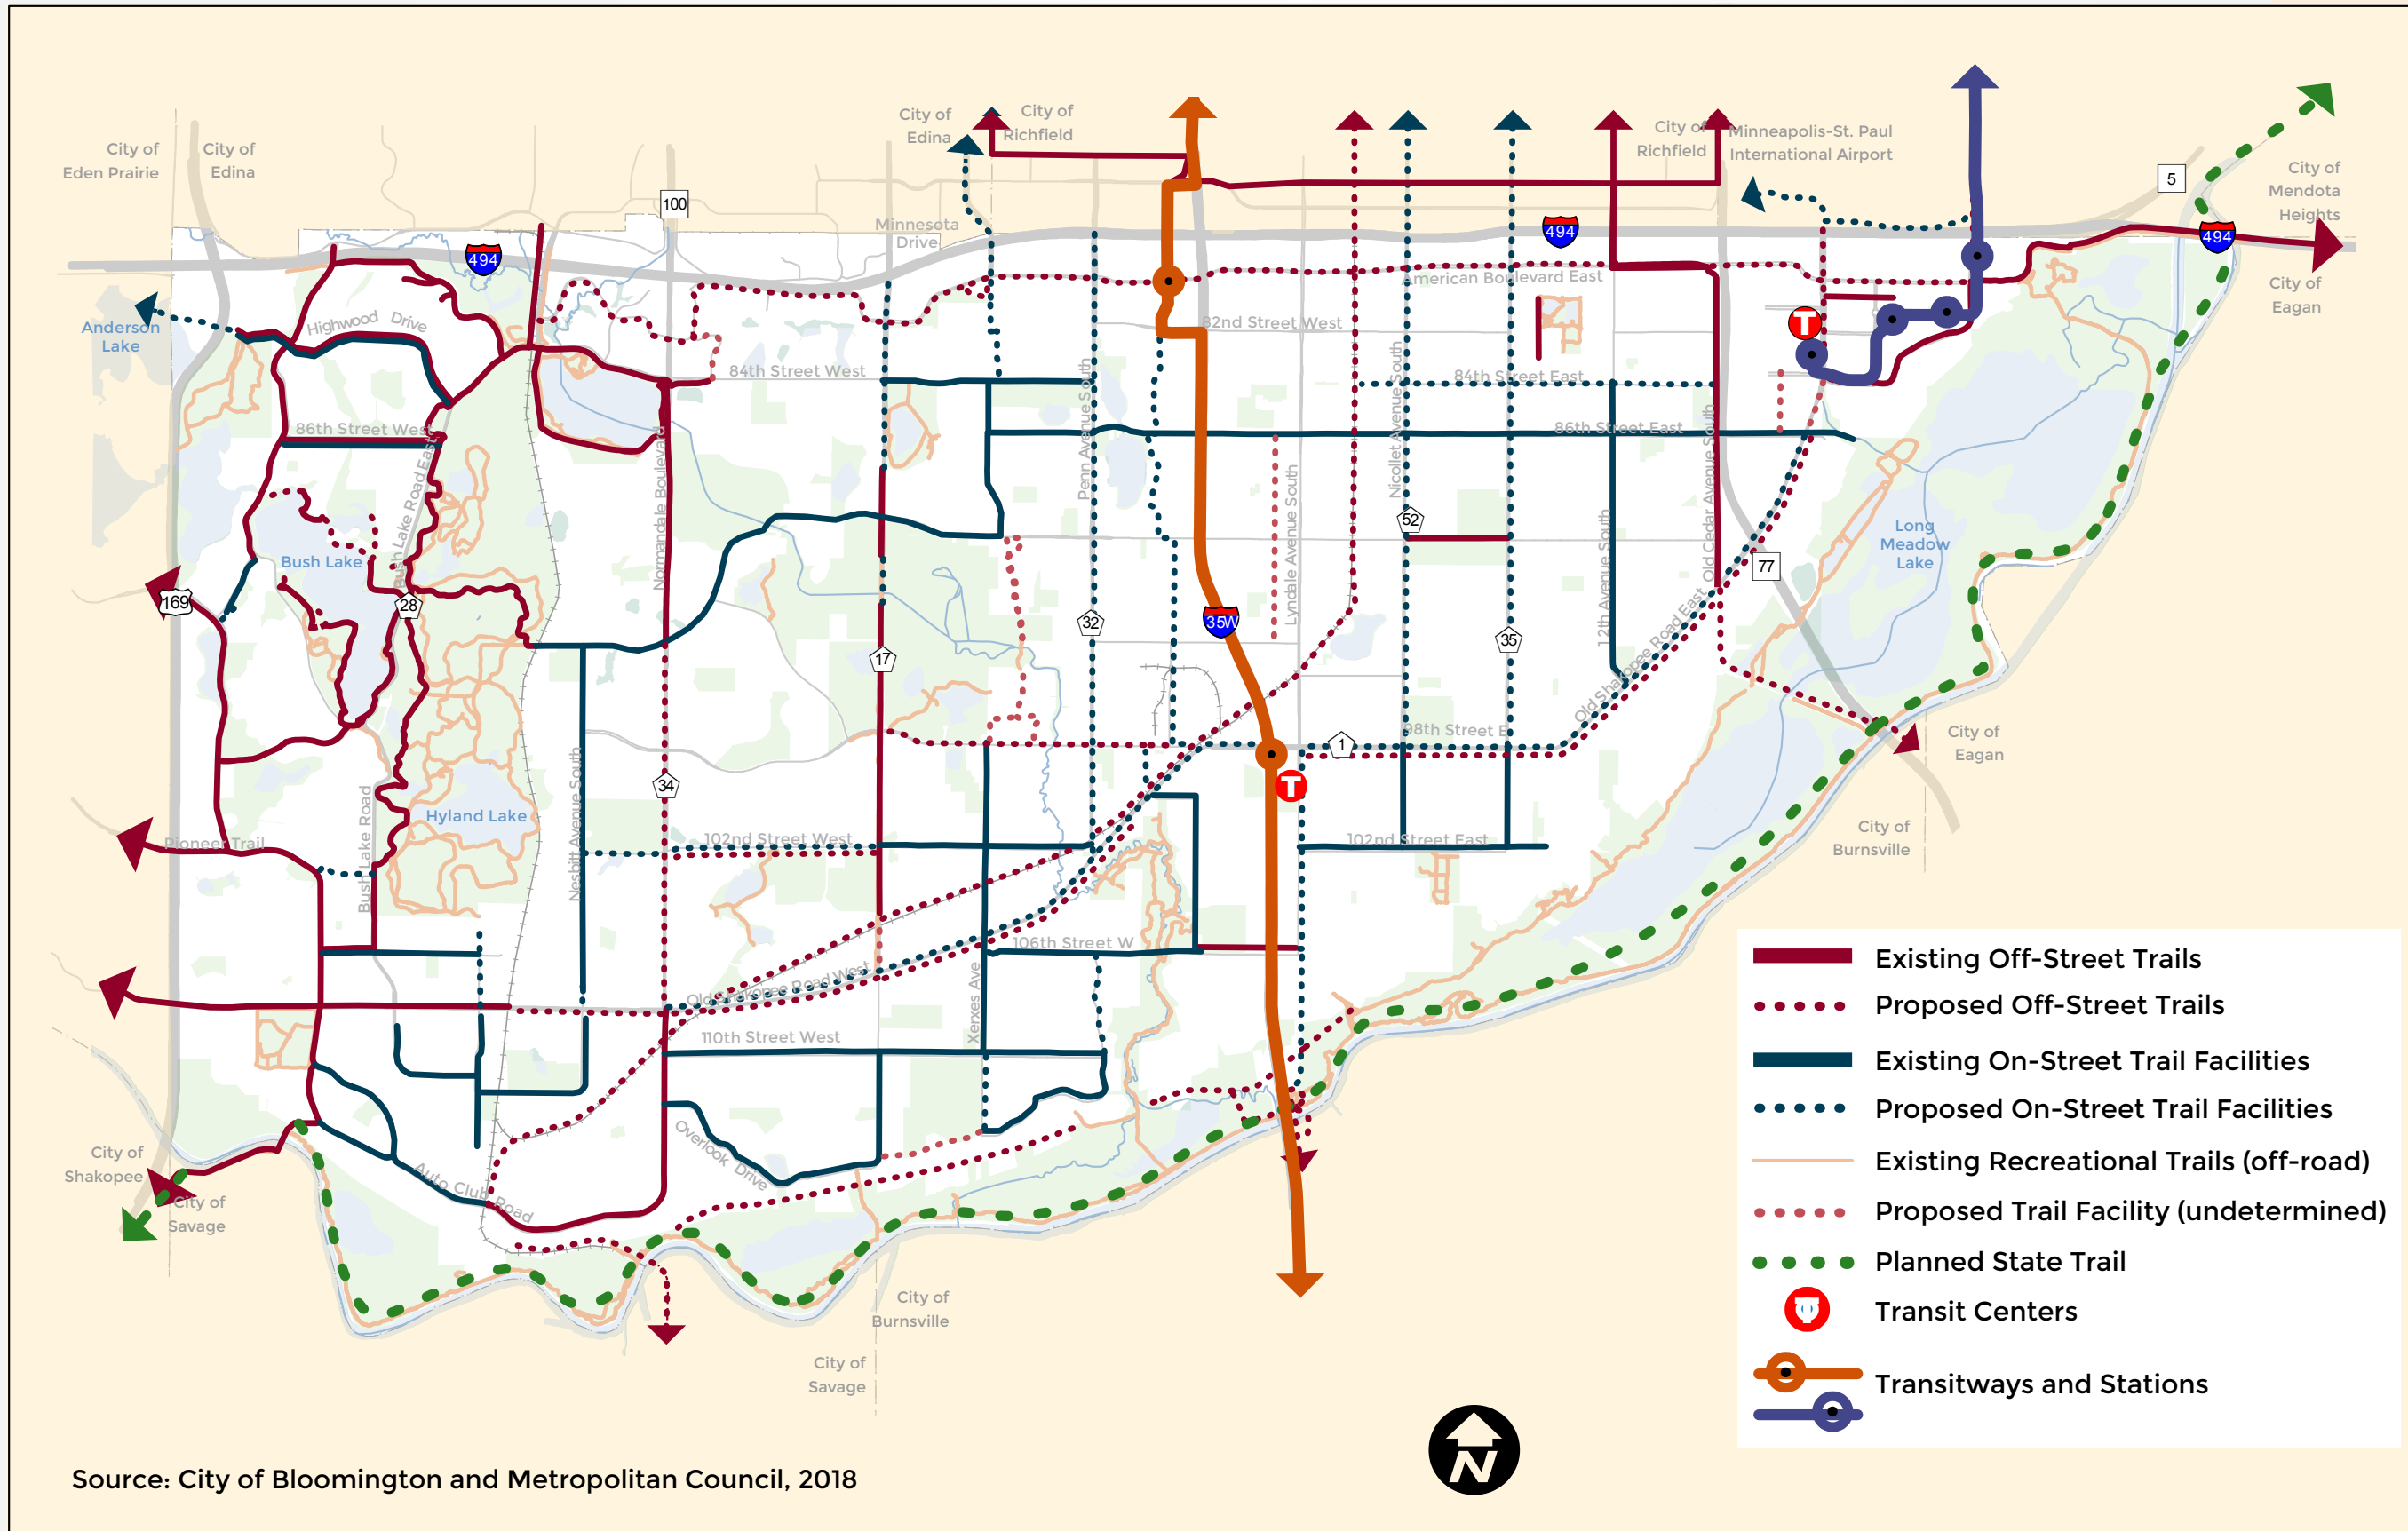 City of
Eden Prairie
City of
Edina
100
City of
Edina
City of
Richfield
Minnesota
Drive
City of
Richfield
Minneapolis-St. Paul
International Airport
5
City of
Mendota
Heights
494
494
494
City of
Eagan
American Boulevard East
Anderson
Lake
Highwood Drive
82nd Street West
T
84th Street West
84th Street East
86th Street West
86th Street East
Bush Lake Road East
Normandale Boulevard
Penn Avenue South
Lyndale Avenue South
Nicollet Avenue South
12th Avenue South
Old Cedar Avenue South
52
Long
Meadow
Lake
Bush Lake
77
169
28
32
35W
35
17
Old Shakopee Road East
98th Street E
1
City of
Eagan
T
34
Nesbitt Avenue South
Bush Lake Road
Hyland Lake
Pioneer Trail
102nd Street West
102nd Street East
City of
Burnsville
106th Street W
Xerxes Ave
Old Shakopee Road West
110th Street West
Overlook Drive
Auto Club Road
City of
Shakopee
City of
Savage
City of
Burnsville
City of
Savage
Existing Off-Street Trails
Proposed Off-Street Trails
Existing On-Street Trail Facilities
Proposed On-Street Trail Facilities
Existing Recreational Trails (off-road)
Proposed Trail Facility (undetermined)
Planned State Trail
Transit Centers
Transitways and Stations
N
Source: City of Bloomington and Metropolitan Council, 2018